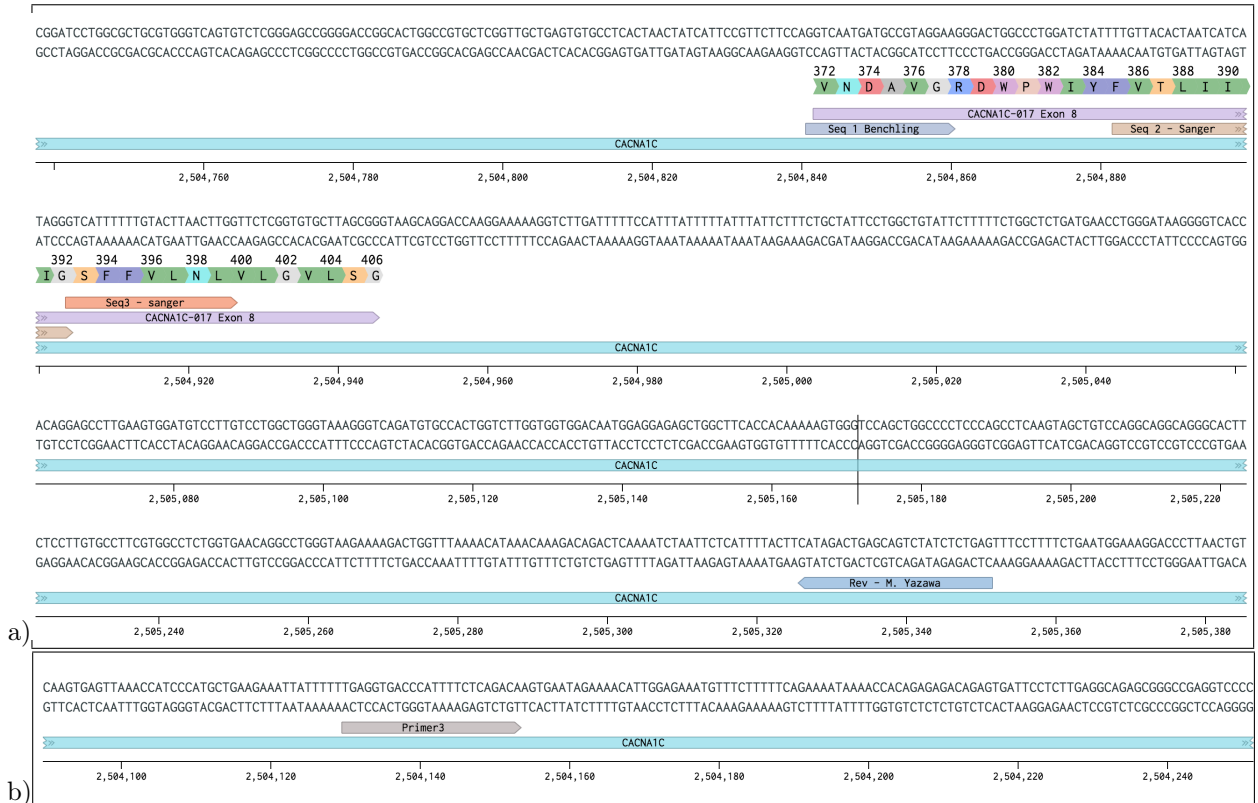 CGGATCCTGGCGCTGCGTGGGTCAGTGTCTCGGGAGCCGGGGACCGGCACTGGCCGTGCTCGGTTGCTGAGTGTGCCTCACTAACTATCATTCCGTTCTTCCAGGTCAATGATGCCGTAGGAAGGGACTGGCCCTGGATCTATTTTGTTACACTAATCATCA
GCCTAGGACCGCGACGCACCCAGTCACAGAGCCCTCGGCCCCTGGCCGTGACCGGCACGAGCCAACGACTCACACGGAGTGATTGATAGTAAGGCAAGAAGGTCCAGTTACTACGGCATCCTTCCCTGACCGGGACCTAGATAAAACAATGTGATTAGTAGT
372 374 376 378 380 382 384 386 388 390
V N D A V G R D W P W I Y F V T L I I
CACNA1C-017 Exon 8
Seq 1 Benchling Seq 2 - Sanger
CACNA1C
2,504,760 2,504,780 2,504,800 2,504,820 2,504,840 2,504,860 2,504,880
TAGGGTCATTTTTTGTACTTAACTTGGTTCTCGGTGTGCTTAGCGGGTAAGCAGGACCAAGGAAAAAGGTCTTGATTTTTCCATTTATTTTTATTTATTCTTTCTGCTATTCCTGGCTGTATTCTTTTTCTGGCTCTGATGAACCTGGGATAAGGGGTCACC
ATCCCAGTAAAAAACATGAATTGAACCAAGAGCCACACGAATCGCCCATTCGTCCTGGTTCCTTTTTCCAGAACTAAAAAGGTAAATAAAAATAAATAAGAAAGACGATAAGGACCGACATAAGAAAAAGACCGAGACTACTTGGACCCTATTCCCCAGTGG
392 394 396 398 400 402 404 406
I G S F F V L N L V L G V L S G
Seq3 - sanger
CACNA1C-017 Exon 8
CACNA1C
2,504,920 2,504,940 2,504,960 2,504,980 2,505,000 2,505,020 2,505,040
ACAGGAGCCTTGAAGTGGATGTCCTTGTCCTGGCTGGGTAAAGGGTCAGATGTGCCACTGGTCTTGGTGGTGGACAATGGAGGAGAGCTGGCTTCACCACAAAAAGTGGGTCCAGCTGGCCCCTCCCAGCCTCAAGTAGCTGTCCAGGCAGGCAGGGCACTT
TGTCCTCGGAACTTCACCTACAGGAACAGGACCGACCCATTTCCCAGTCTACACGGTGACCAGAACCACCACCTGTTACCTCCTCTCGACCGAAGTGGTGTTTTTCACCCAGGTCGACCGGGGAGGGTCGGAGTTCATCGACAGGTCCGTCCGTCCCGTGAA
CACNA1C
2,505,080 2,505,100 2,505,120 2,505,140 2,505,160 2,505,180 2,505,200 2,505,220
CTCCTTGTGCCTTCGTGGCCTCTGGTGAACAGGCCTGGGTAAGAAAAGACTGGTTTAAAACATAAACAAAGACAGACTCAAAATCTAATTCTCATTTTACTTCATAGACTGAGCAGTCTATCTCTGAGTTTCCTTTTCTGAATGGAAAGGACCCTTAACTGT
GAGGAACACGGAAGCACCGGAGACCACTTGTCCGGACCCATTCTTTTCTGACCAAATTTTGTATTTGTTTCTGTCTGAGTTTTAGATTAAGAGTAAAATGAAGTATCTGACTCGTCAGATAGAGACTCAAAGGAAAAGACTTACCTTTCCTGGGAATTGACA
Rev - M. Yazawa
CACNA1C
2,505,240 2,505,260 2,505,280 2,505,300 2,505,320 2,505,340 2,505,360 2,505,380
a)
CAAGTGAGTTAAACCATCCCATGCTGAAGAAATTATTTTTTGAGGTGACCCATTTTCTCAGACAAGTGAATAGAAAACATTGGAGAAATGTTTCTTTTTCAGAAAATAAAACCACAGAGAGACAGAGTGATTCCTCTTGAGGCAGAGCGGGCCGAGGTCCCC
GTTCACTCAATTTGGTAGGGTACGACTTCTTTAATAAAAAACTCCACTGGGTAAAAGAGTCTGTTCACTTATCTTTTGTAACCTCTTTACAAAGAAAAAGTCTTTTATTTTGGTGTCTCTCTGTCTCACTAAGGAGAACTCCGTCTCGCCCGGCTCCAGGGG
Primer3
CACNA1C
2,504,100 2,504,120 2,504,140 2,504,160 2,504,180 2,504,200 2,504,220 2,504,240
b)